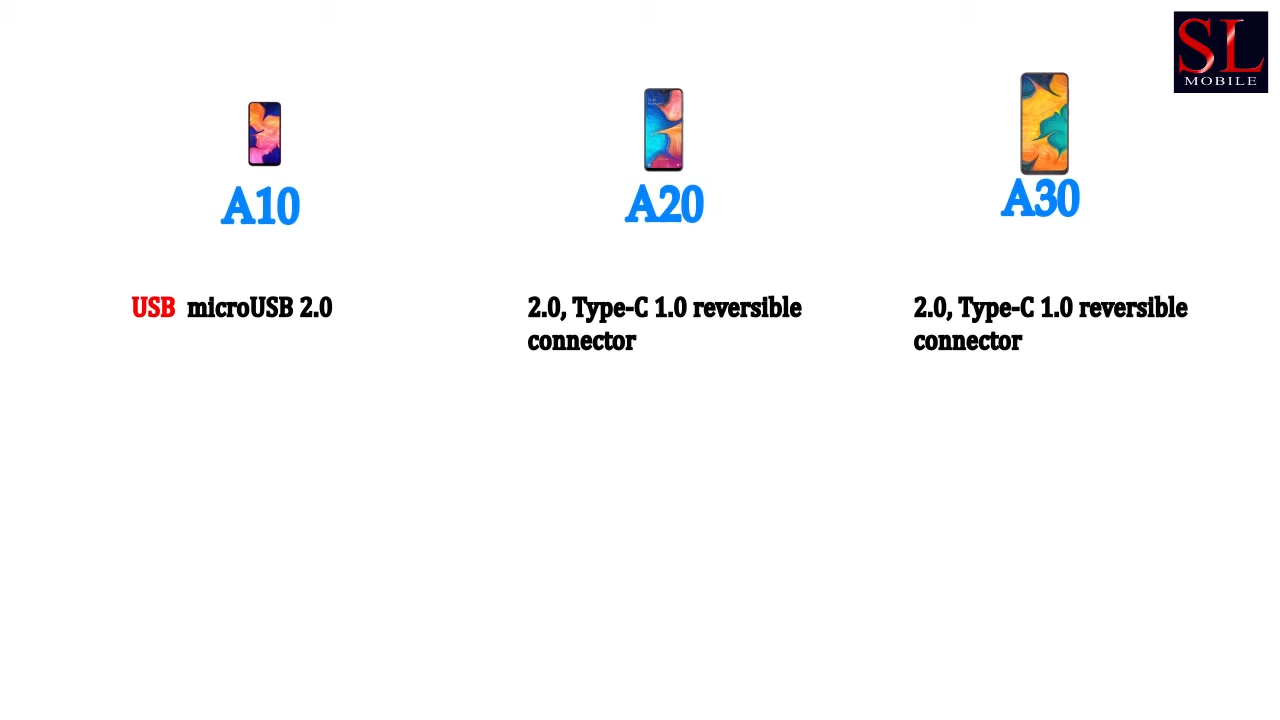 SL
MOBILE
A10
A20
A30
USB microUSB 2.0
2.0, Type-C 1.0 reversible
connector
2.0, Type-C 1.0 reversible
connector